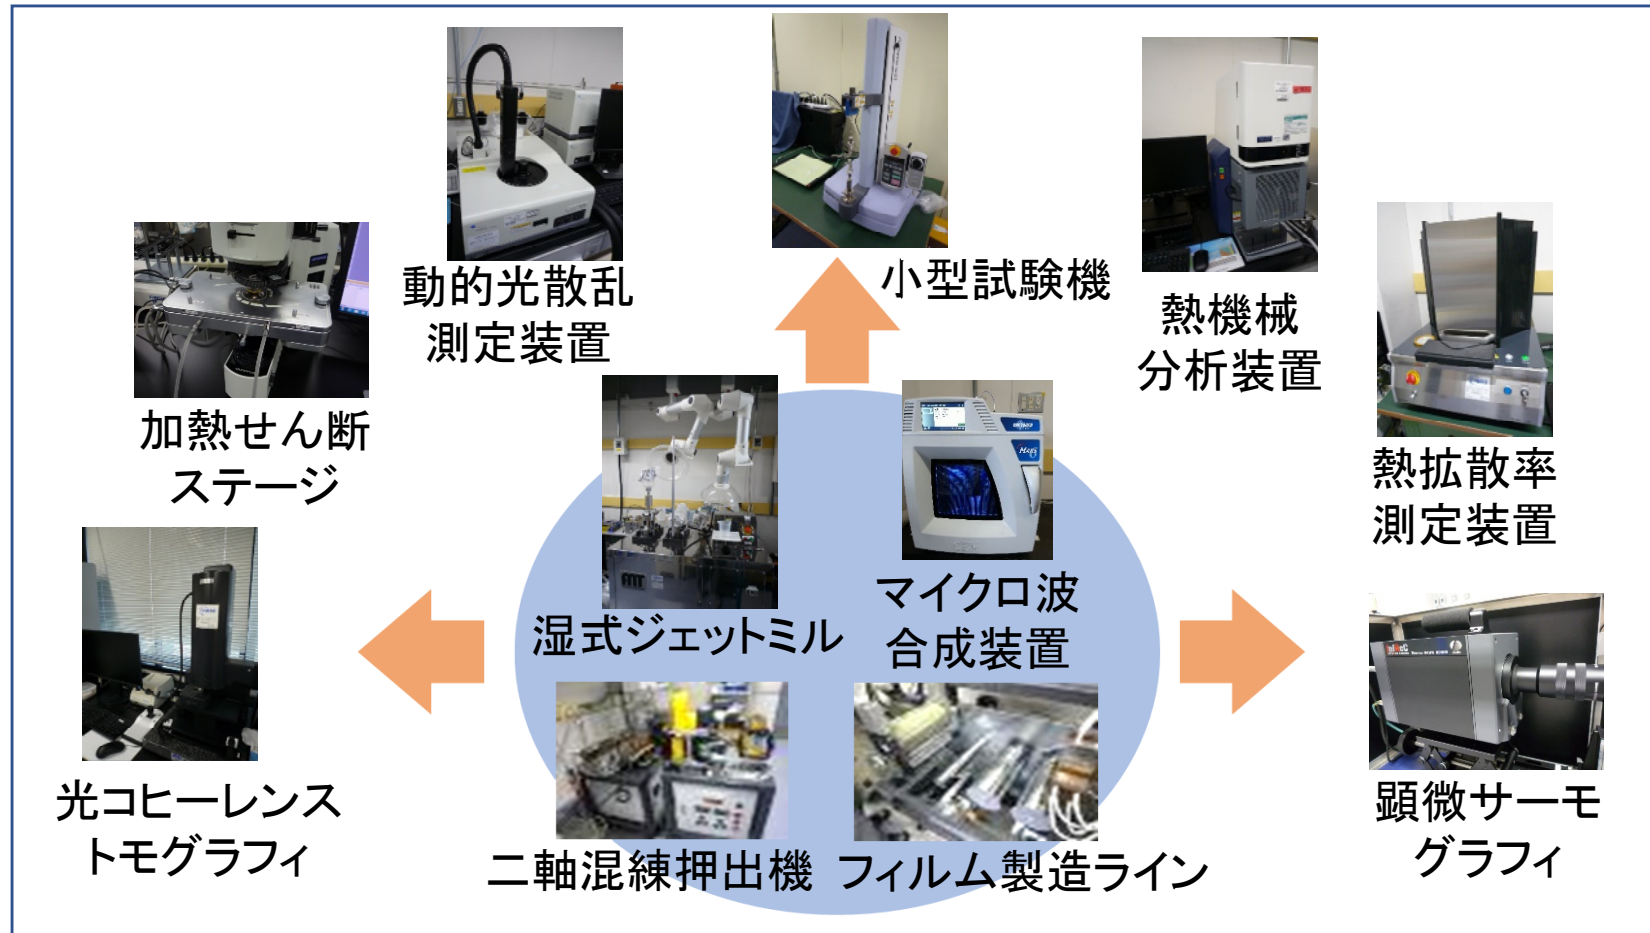 動的光散乱
測定装置
小型試験機
熱機械
分析装置
加熱せん断
ステージ
熱拡散率
測定装置
湿式ジェットミル
マイクロ波
合成装置
光コヒーレンス
トモグラフィ
二軸混練押出機
フィルム製造ライン
顕微サーモ
グラフィ